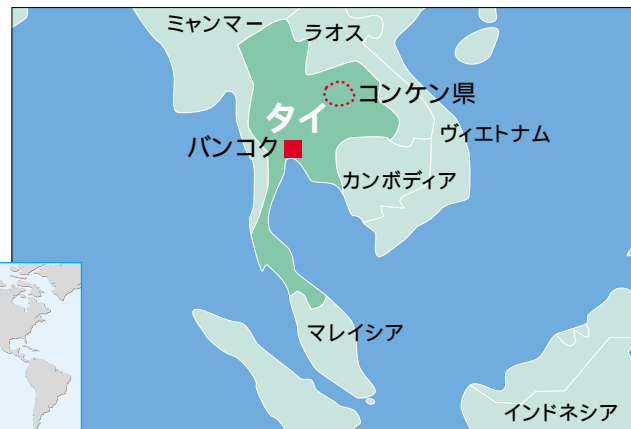 ミャンマー
ラオス
コンケン県
タイ
バンコク
ヴィエトナム
カンボディア
マレイシア
インドネシア